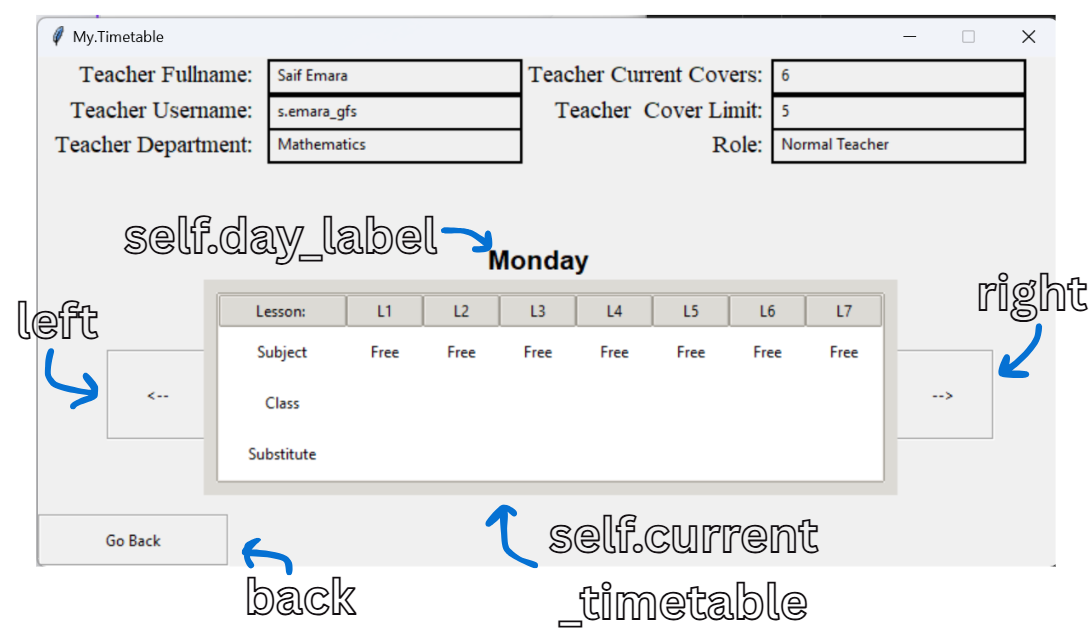 My.Timetable
Teacher Fullname: Saif Emara Teacher Current Covers: 6
Teacher Username: s.emara_gfs Teacher  Cover Limit: 5
Teacher Department: Mathematics Role: Normal Teacher
self.day_label
Monday
left
right
Lesson: L1 L2 L3 L4 L5 L6 L7
Subject Free Free Free Free Free Free Free
<-- Class -->
Substitute
Go Back
back
self.current
_timetable